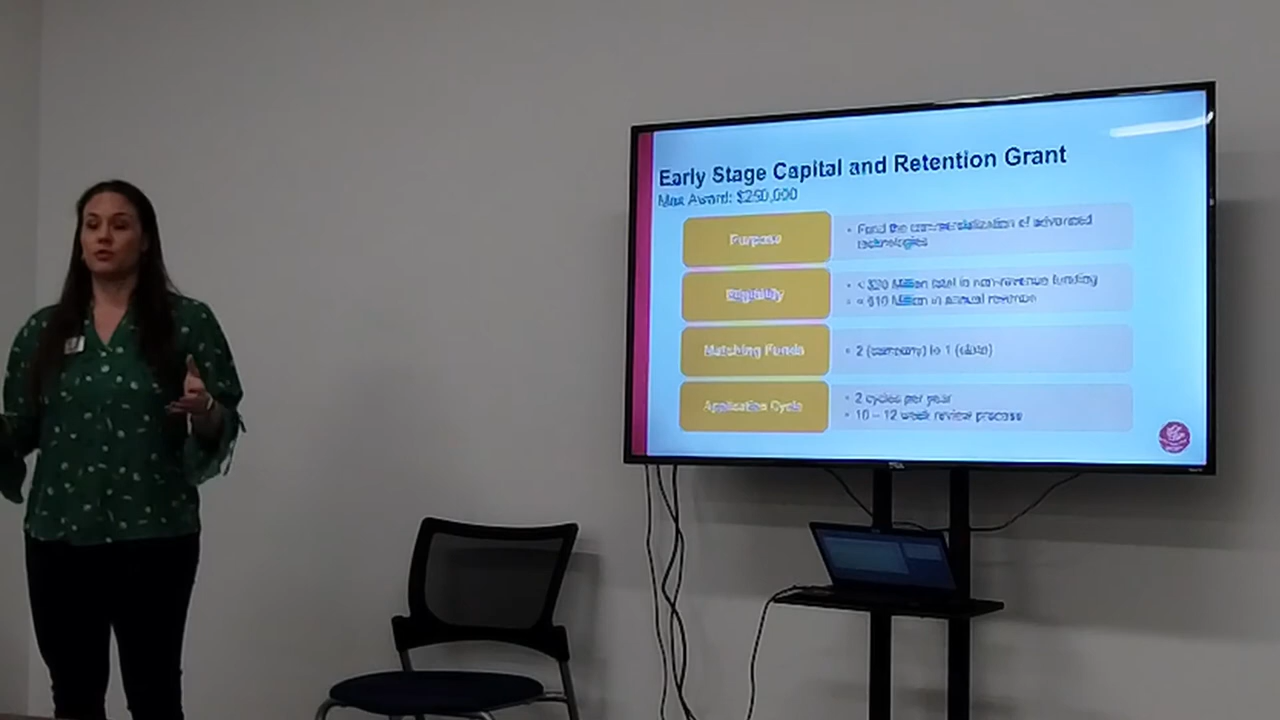 Early Stage Capital and Retention Grant
Max Award: $250,000
Purpose
• Fund the commercialization of advanced
technologies
Eligibility
• < $20 Million total in non-revenue funding
• < $10 Million in annual revenue
Matching Funds
• 2 (company) to 1 (state)
Application Cycle
• 2 cycles per year
• 10 – 12 week review process